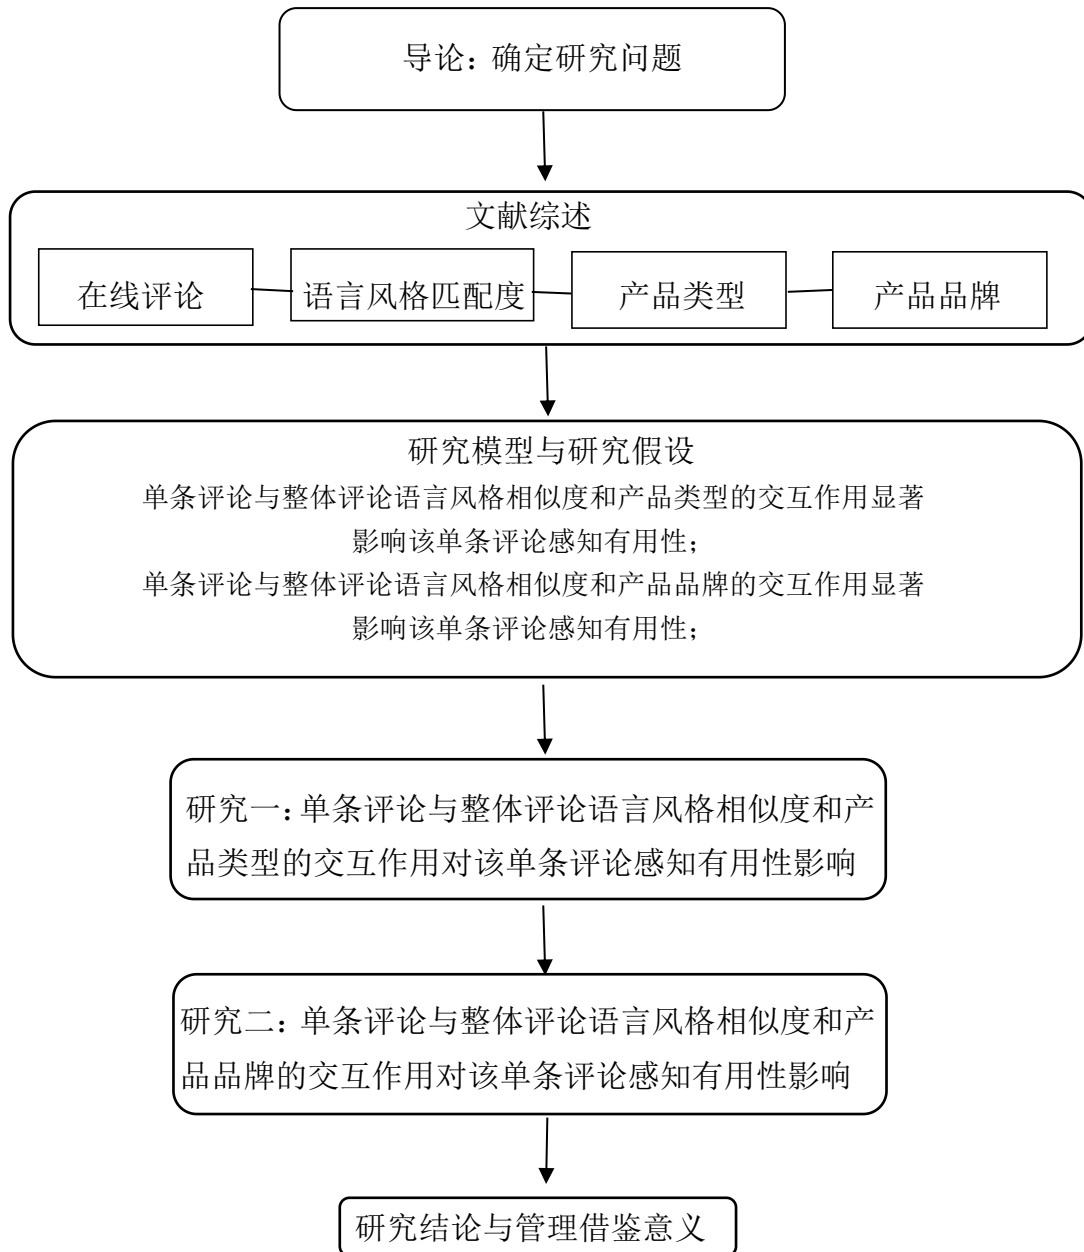 导论：确定研究问题
文献综述
在线评论
语言风格匹配度
产品类型
产品品牌
研究模型与研究假设
单条评论与整体评论语言风格相似度和产品类型的交互作用显著
影响该单条评论感知有用性；
单条评论与整体评论语言风格相似度和产品品牌的交互作用显著
影响该单条评论感知有用性；
研究一：单条评论与整体评论语言风格相似度和产
品类型的交互作用对该单条评论感知有用性影响
研究二：单条评论与整体评论语言风格相似度和产
品品牌的交互作用对该单条评论感知有用性影响
研究结论与管理借鉴意义